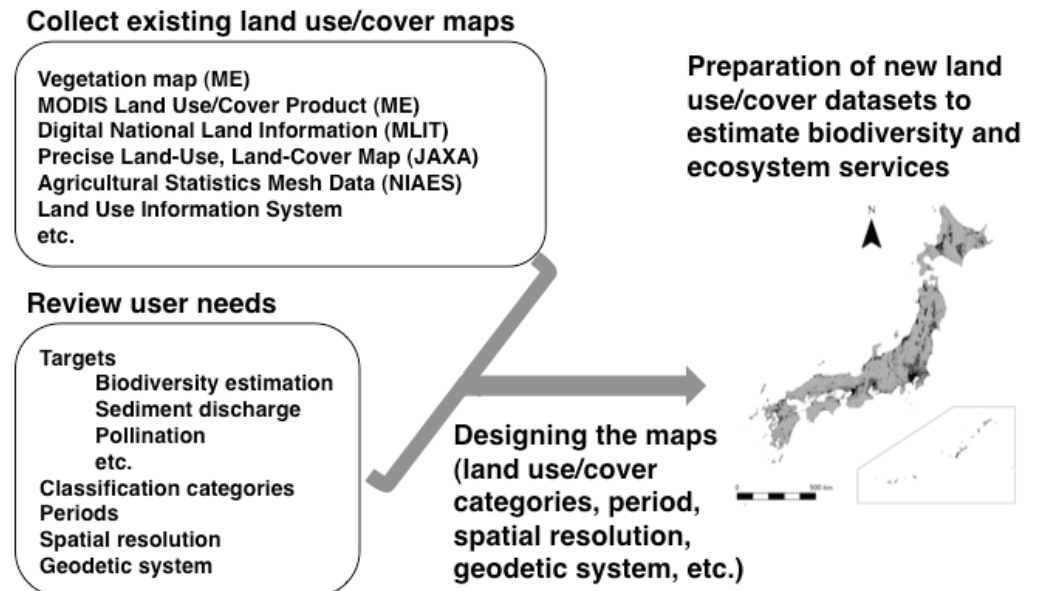 Collect existing land use/cover maps
Vegetation map (ME)
MODIS Land Use/Cover Product (ME)
Digital National Land Information (MLIT)
Precise Land-Use, Land-Cover Map (JAXA)
Agricultural Statistics Mesh Data (NIAES)
Land Use Information System
etc.
Review user needs
Targets
Biodiversity estimation
Sediment discharge
Pollination
etc.
Classification categories
Periods
Spatial resolution
Geodetic system
Designing the maps
(land use/cover
categories, period,
spatial resolution,
geodetic system, etc.)
Preparation of new land
use/cover datasets to
estimate biodiversity and
ecosystem services
N
0 500 km